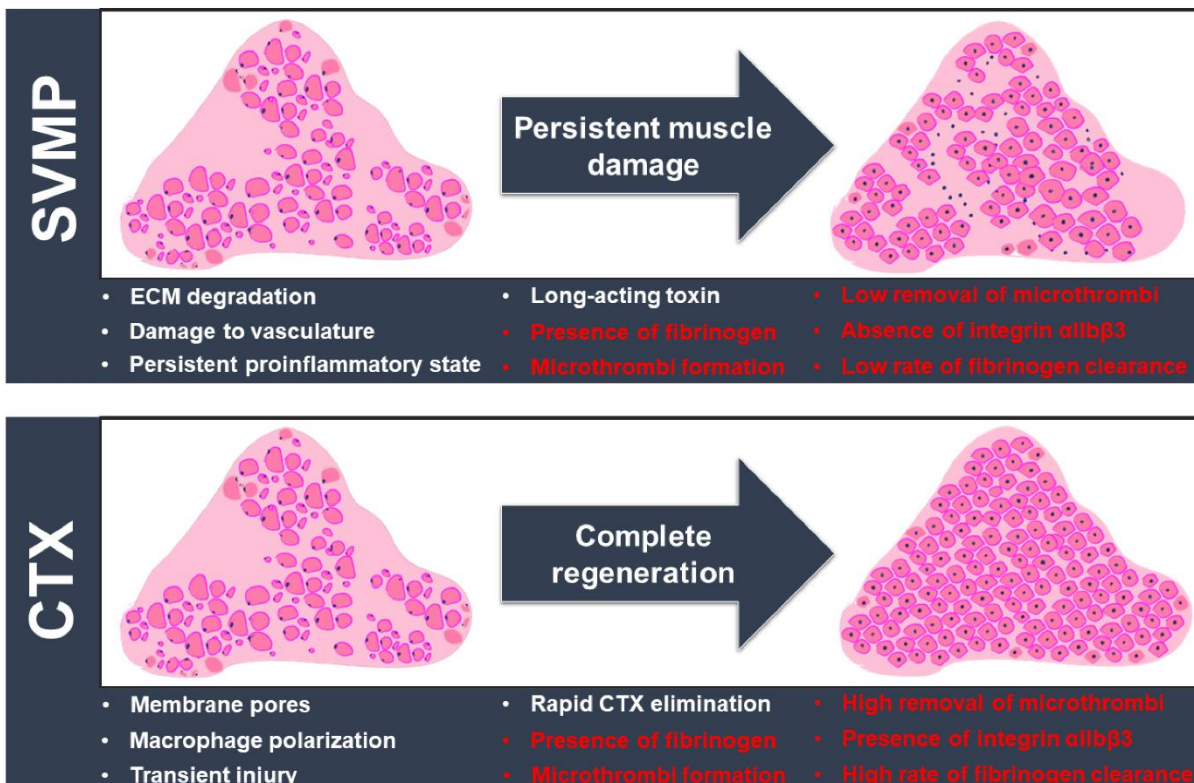 SVMP
Persistent muscle
damage
• ECM degradation
• Damage to vasculature
• Persistent proinflammatory state
• Long-acting toxin
• Presence of fibrinogen
• Microthrombi formation
• Low removal of microthrombi
• Absence of integrin αIIbβ3
• Low rate of fibrinogen clearance
CTX
Complete
regeneration
• Membrane pores
• Macrophage polarization
• Transient injury
• Rapid CTX elimination
• Presence of fibrinogen
• Microthrombi formation
• High removal of microthrombi
• Presence of integrin αIIbβ3
• High rate of fibrinogen clearance